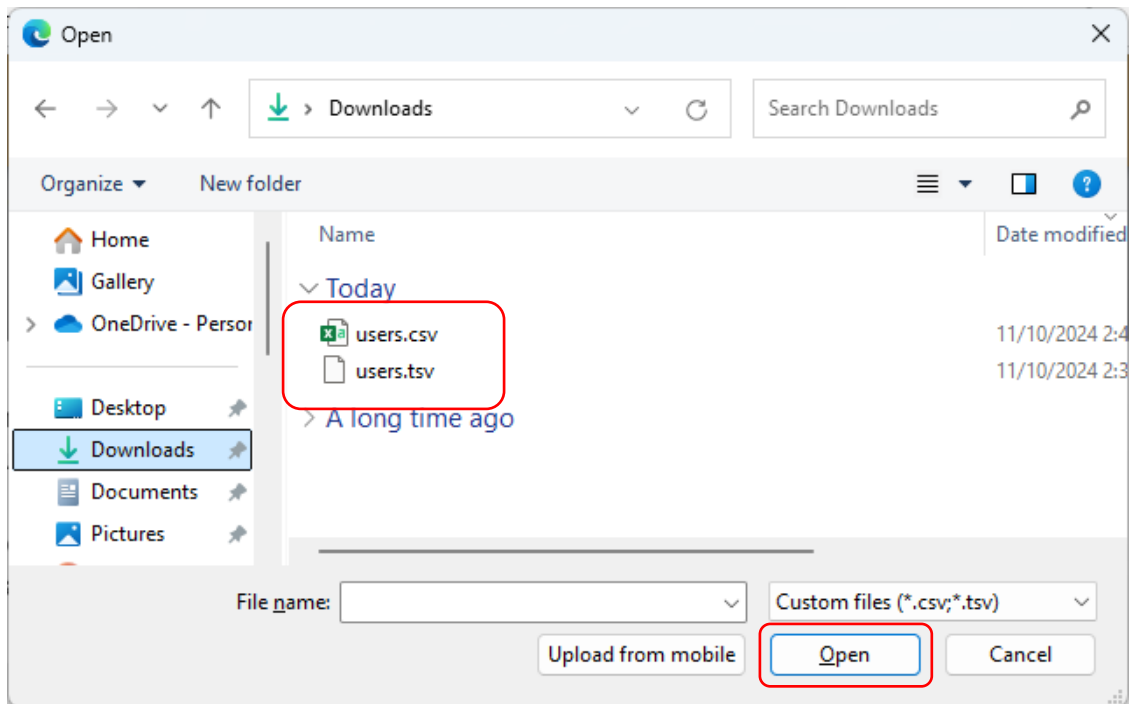 Open
Downloads
Search Downloads
Organize
New folder
Home
Gallery
OneDrive - Persor
Desktop
Downloads
Documents
Pictures
Name
Date modified
Today
users.csv
11/10/2024 2:4
users.tsv
11/10/2024 2:3
A long time ago
File name:
Custom files (*.csv;*.tsv)
Upload from mobile
Open
Cancel